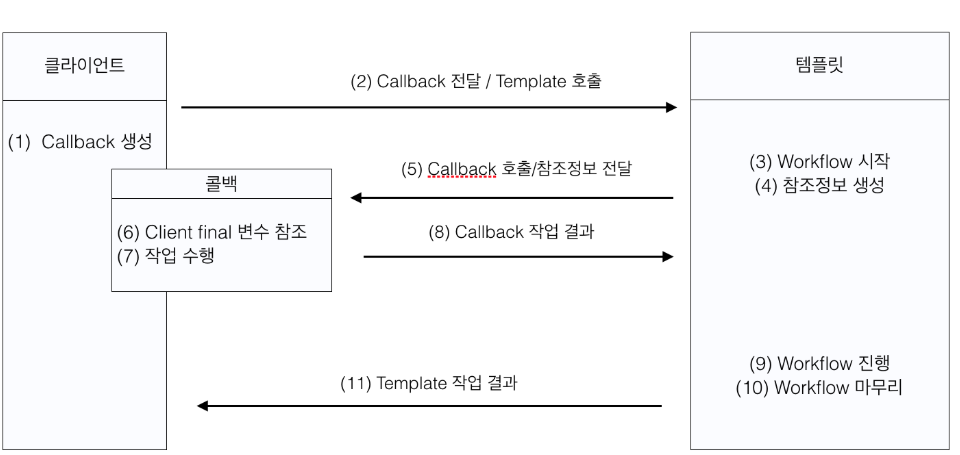 클라이언트
템플릿
(2) Callback 전달 / Template 호출
(1) Callback 생성
(3) Workflow 시작
(4) 참조정보 생성
(5) Callback 호출/참조정보 전달
콜백
(6) Client final 변수 참조
(7) 작업 수행
(8) Callback 작업 결과
(9) Workflow 진행
(10) Workflow 마무리
(11) Template 작업 결과